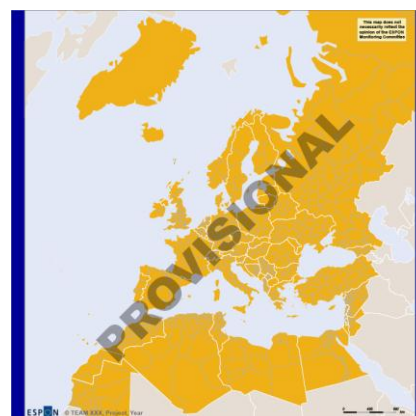 This map does not
necessarily reflect the
opinion of the ESPON
Monitoring Committee
PROVISIONAL
ESPON © TEAM XXX, Project, Year